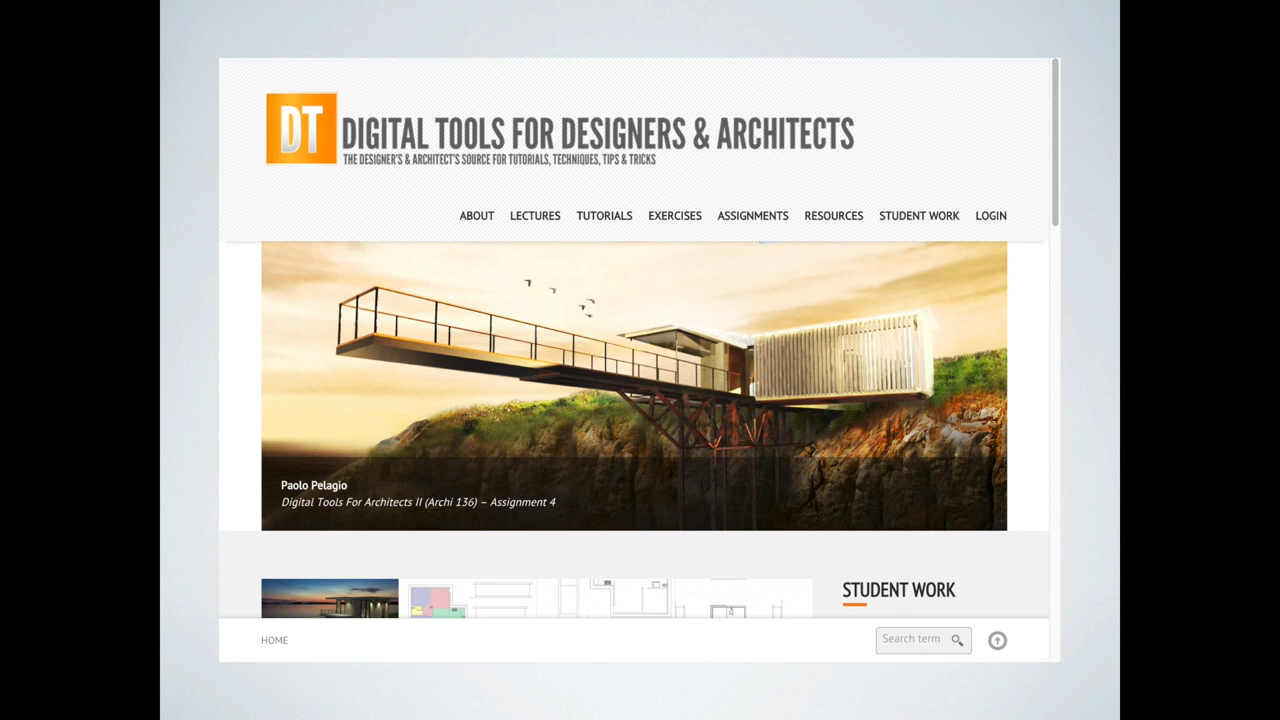 DT
DIGITAL TOOLS FOR DESIGNERS & ARCHITECTS
THE DESIGNER'S & ARCHITECT'S SOURCE FOR TUTORIALS, TECHNIQUES, TIPS & TRICKS
ABOUT LECTURES TUTORIALS EXERCISES ASSIGNMENTS RESOURCES STUDENT WORK LOGIN
Paolo Pelagio
Digital Tools For Architects II (Archi 136) – Assignment 4
STUDENT WORK
HOME
Search term